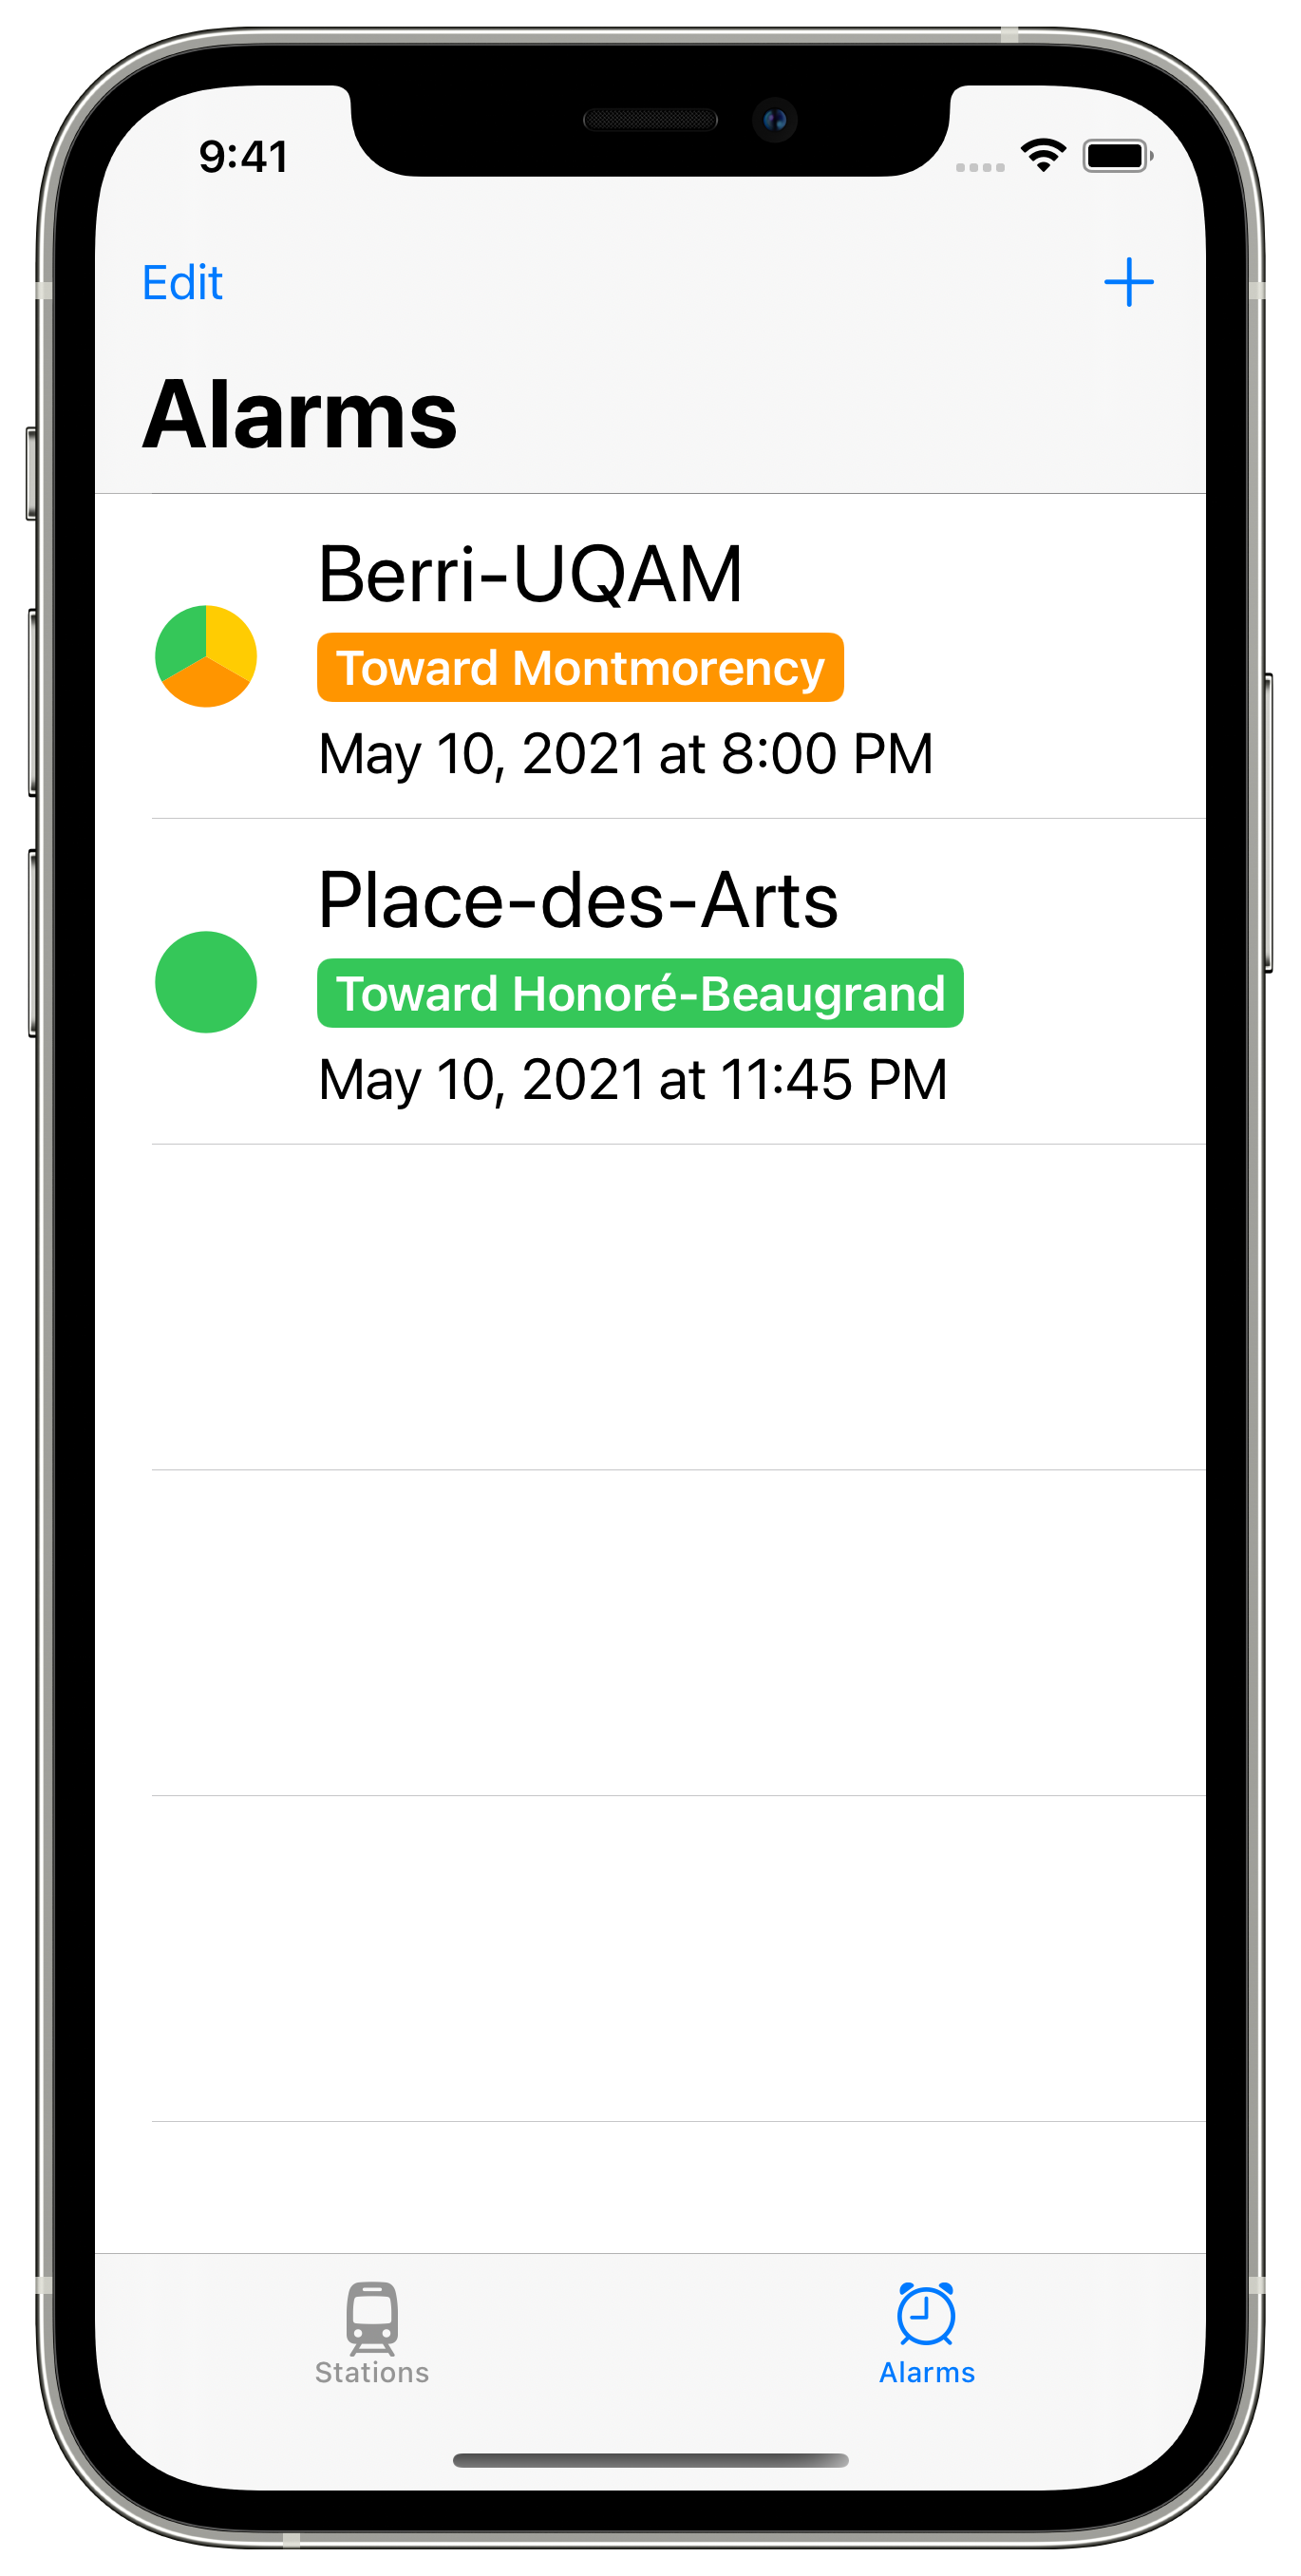 9:41
Edit
Alarms
Berri-UQAM
Toward Montmorency
May 10, 2021 at 8:00 PM
Place-des-Arts
Toward Honoré-Beaugrand
May 10, 2021 at 11:45 PM
Stations
Alarms